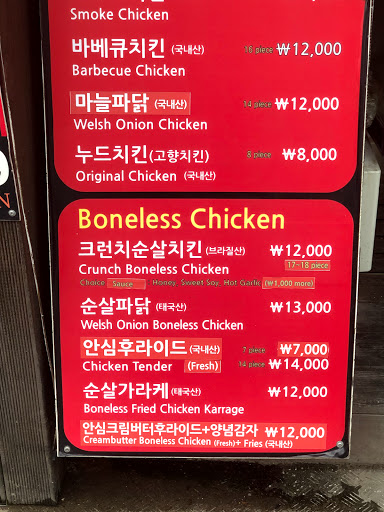 Smoke Chicken
바베큐치킨 (국내산) 16 piece ₩12,000
Barbecue Chicken
마늘파닭 (국내산) 14 piece ₩12,000
Welsh Onion Chicken
누드치킨(고향치킨) 8 piece ₩8,000
Original Chicken (국내산)
Boneless Chicken
크런치순살치킨 (브라질산) ₩12,000
Crunch Boneless Chicken 17~18 piece
Choice Sauce Honey, Sweet Soy, Hot Garlic (₩1,000 more)
순살파닭 (태국산) ₩13,000
Welsh Onion Boneless Chicken
안심후라이드 (국내산) 7 piece ₩7,000
Chicken Tender (Fresh) 14 piece ₩14,000
순살가라케 (태국산) ₩12,000
Boneless Fried Chicken Karrage
안심크림버터후라이드+양념감자 ₩12,000
Creambutter Boneless Chicken (Fresh)+ Fries (국내산)